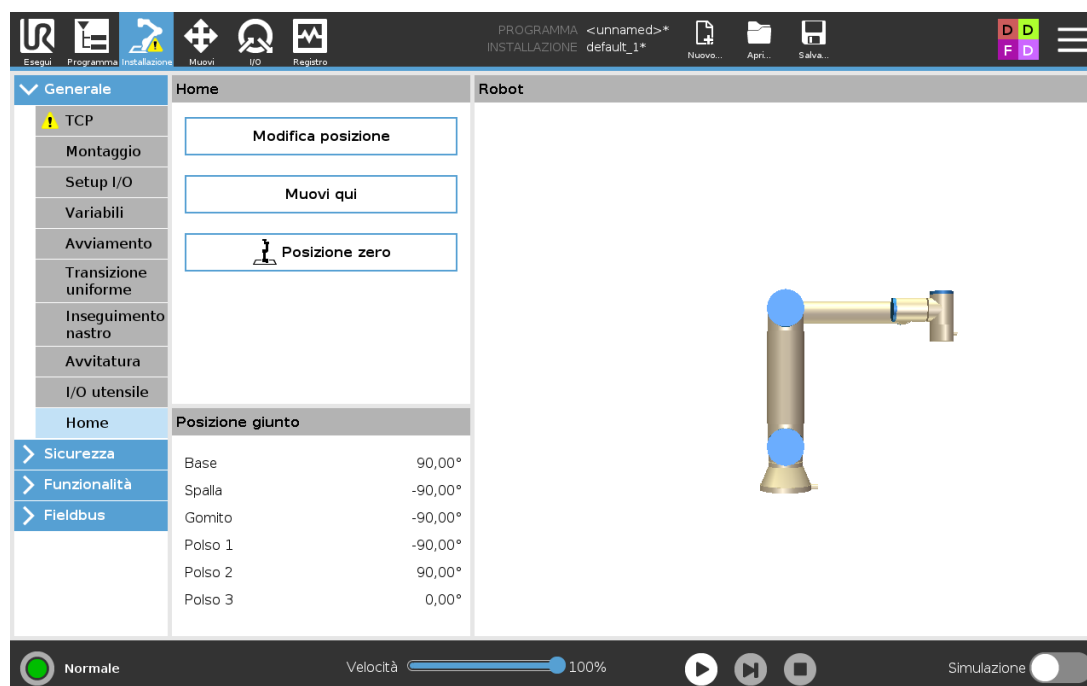 PROGRAMMA <unnamed>*
INSTALLAZIONE default_1*
Esegui
Programma
Installazione
Muovi
I/O
Registro
Nuovo...
Apri...
Salva...
D D
F D
Generale
TCP
Montaggio
Setup I/O
Variabili
Avviamento
Transizione
uniforme
Inseguimento
nastro
Avvitatura
I/O utensile
Home
Sicurezza
Funzionalità
Fieldbus
Home
Modifica posizione
Muovi qui
Posizione zero
Posizione giunto
Base 90,00°
Spalla -90,00°
Gomito -90,00°
Polso 1 -90,00°
Polso 2 90,00°
Polso 3 0,00°
Robot
Normale
Velocità 100%
Simulazione